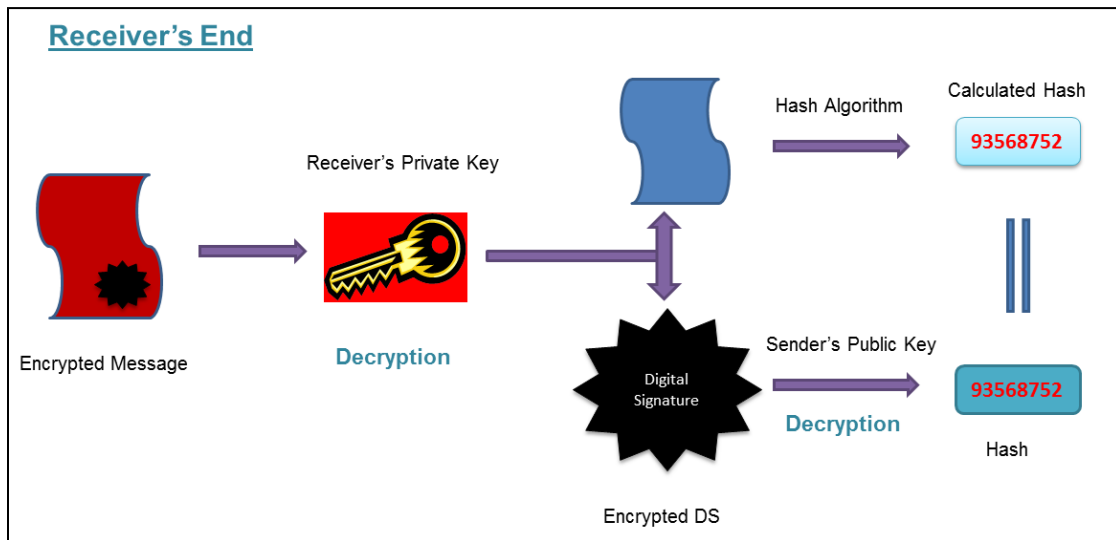 Receiver's End
Hash Algorithm
Calculated Hash
93568752
Receiver's Private Key
Encrypted Message
Decryption
Digital
Signature
Sender's Public Key
Decryption
93568752
Hash
Encrypted DS